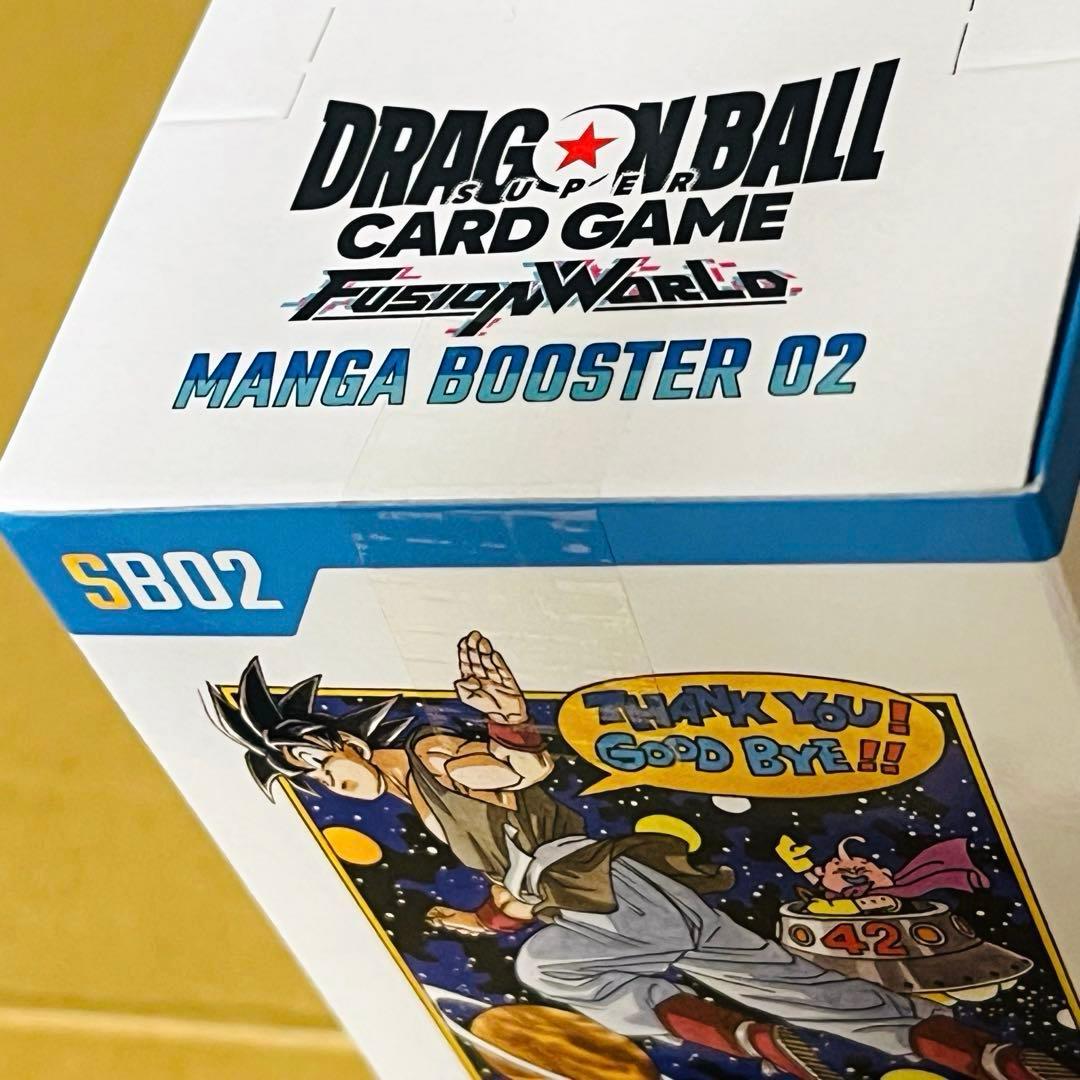 DRAGON BALL
SUPER
CARD GAME
FUSION WORLD
MANGA BOOSTER 02
SB02
THANK YOU!
GOOD BYE!!
42